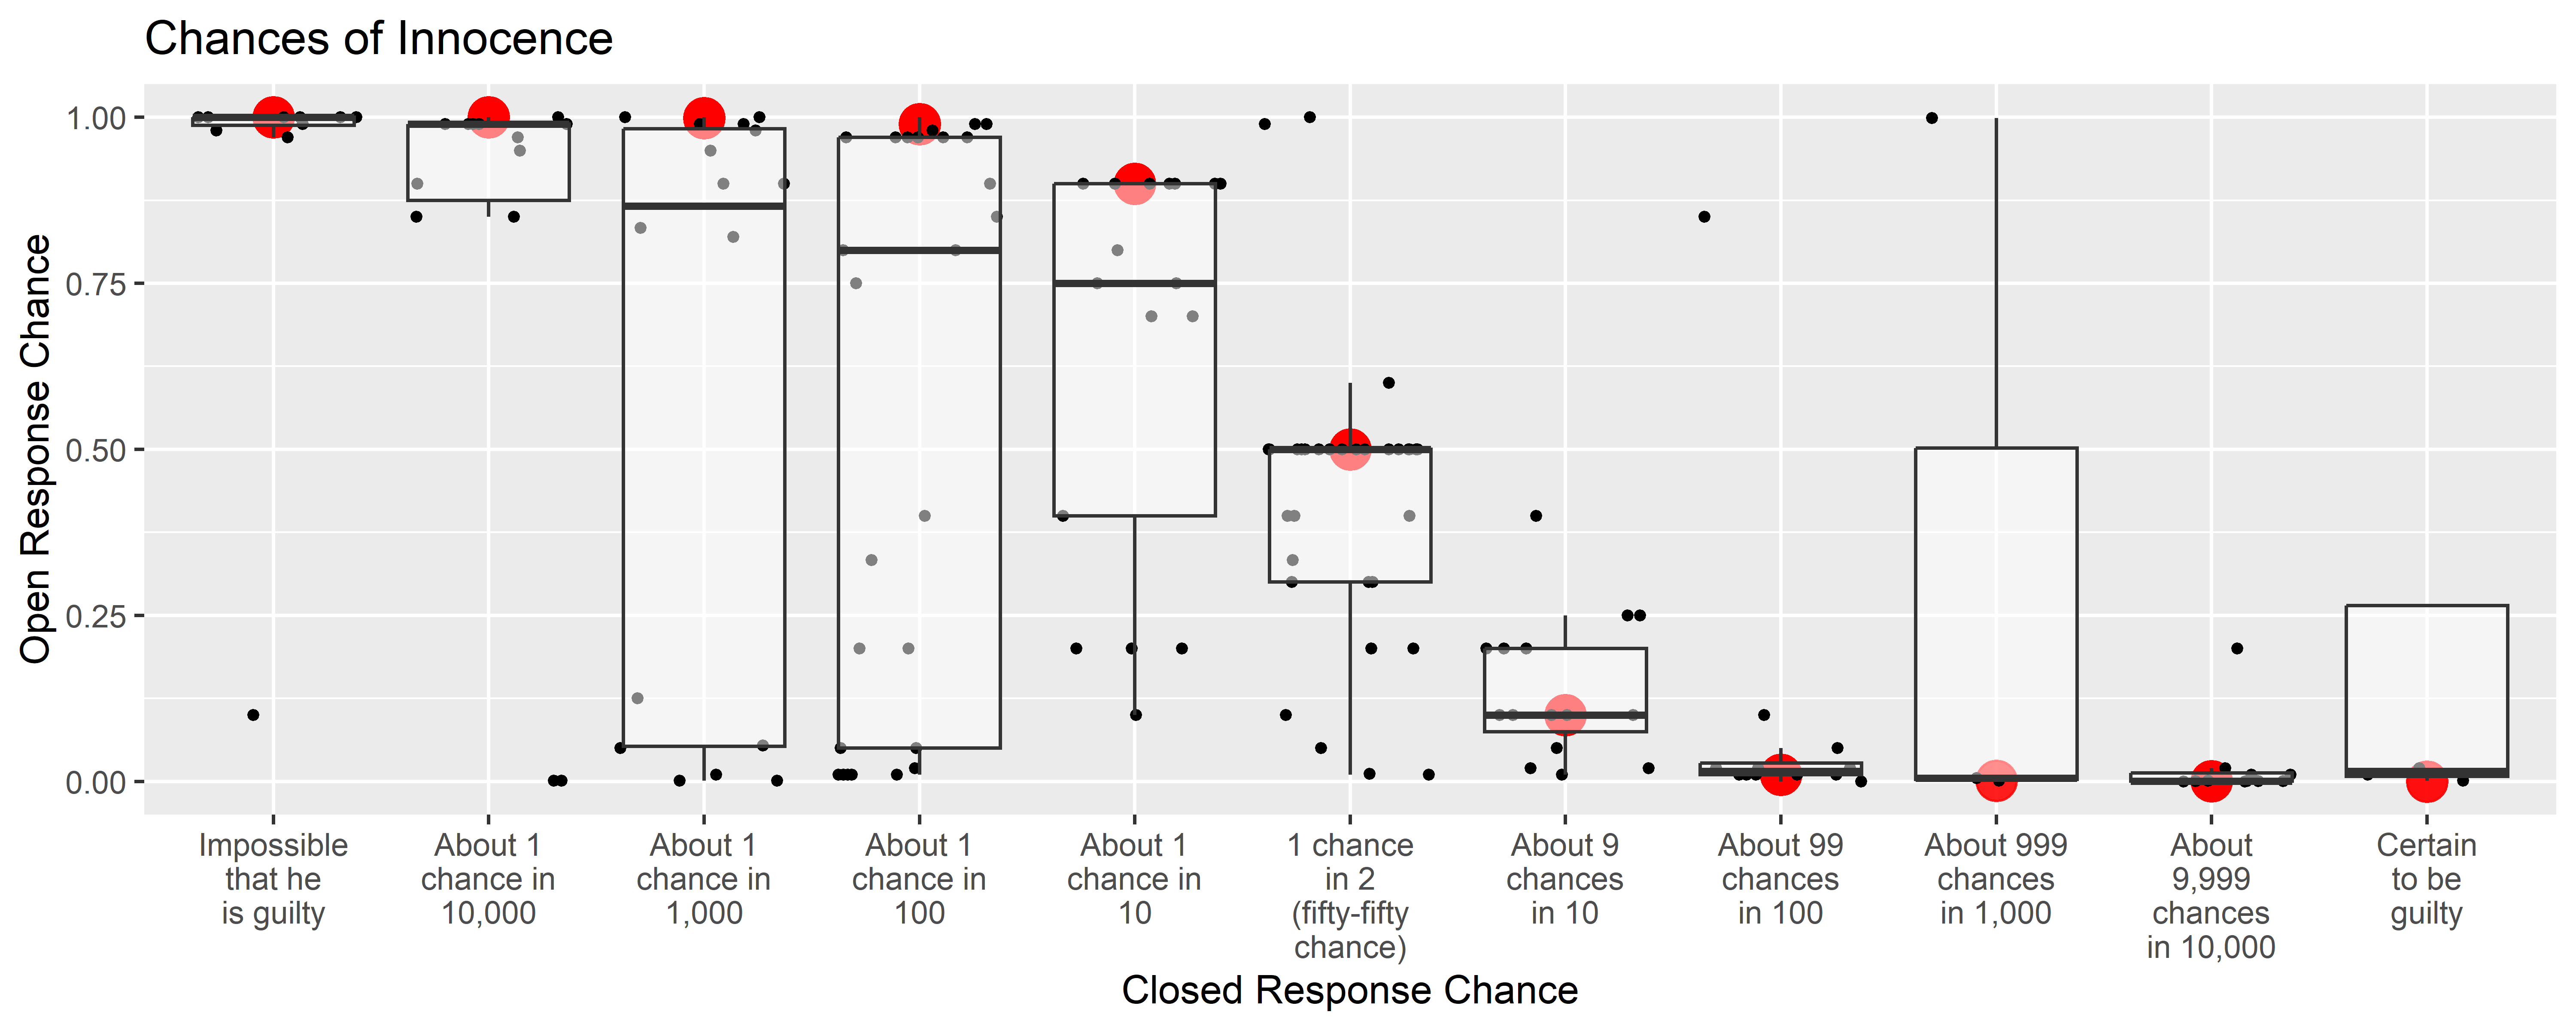 Chances of Innocence
Open Response Chance
1.00
0.75
0.50
0.25
0.00
Impossible
that he
is guilty
About 1
chance in
10,000
About 1
chance in
1,000
About 1
chance in
100
About 1
chance in
10
1 chance
in 2
(fifty-fifty
chance)
About 9
chances
in 10
About 99
chances
in 100
About 999
chances
in 1,000
About
9,999
chances
in 10,000
Certain
to be
guilty
Closed Response Chance